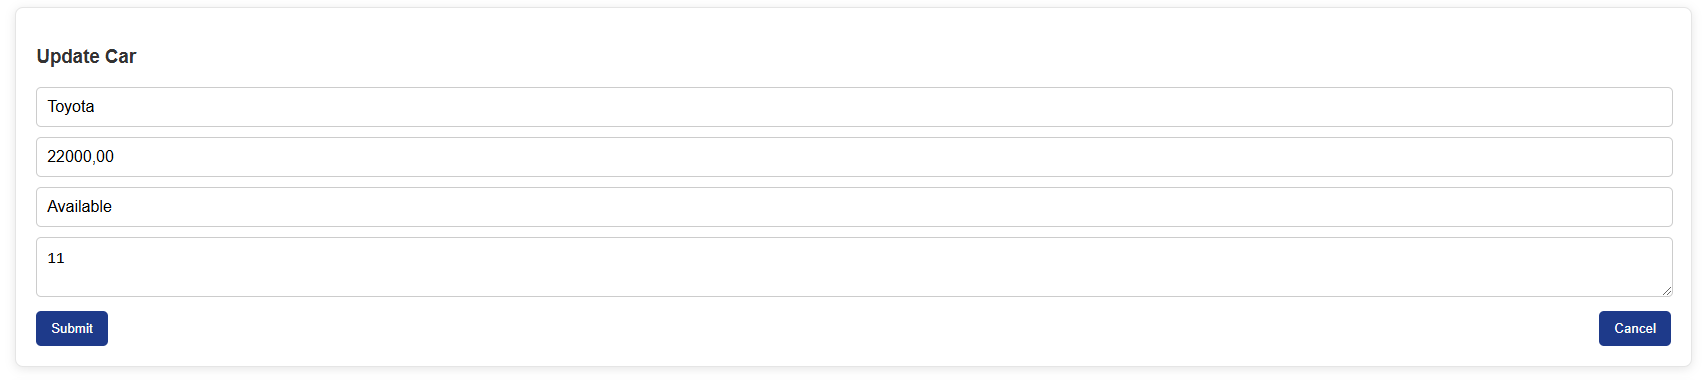 Update Car
Toyota
22000,00
Available
11
Submit Cancel